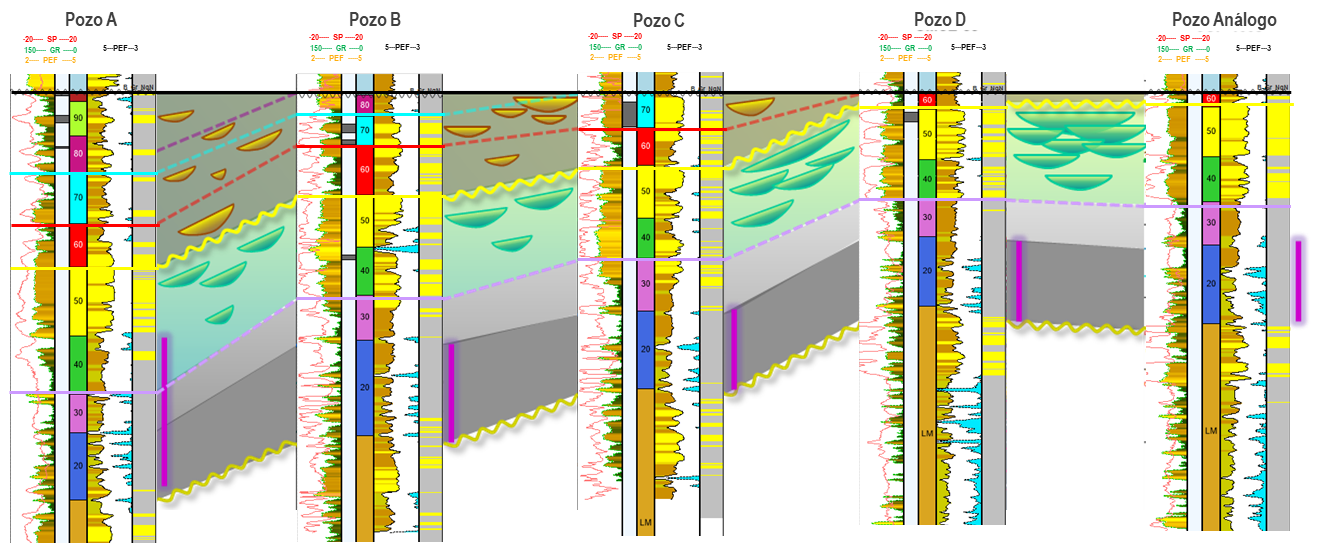 Pozo A
Pozo B
Pozo C
Pozo D
Pozo Análogo
-20---- SP ----20
150---- GR ----0
2---- PEF ----5
5--PEF--3
-20---- SP ----20
150---- GR ----0
2---- PEF ----5
5--PEF--3
-20---- SP ----20
150---- GR ----0
2---- PEF ----5
5--PEF--3
-20---- SP ----20
150---- GR ----0
2---- PEF ----5
5--PEF--3
-20---- SP ----20
150---- GR ----0
2---- PEF ----5
5--PEF--3
90
80
70
60
50
40
30
20
80
70
60
50
40
30
20
70
60
50
40
30
20
LM
60
50
40
30
20
LM
60
50
40
30
20
LM